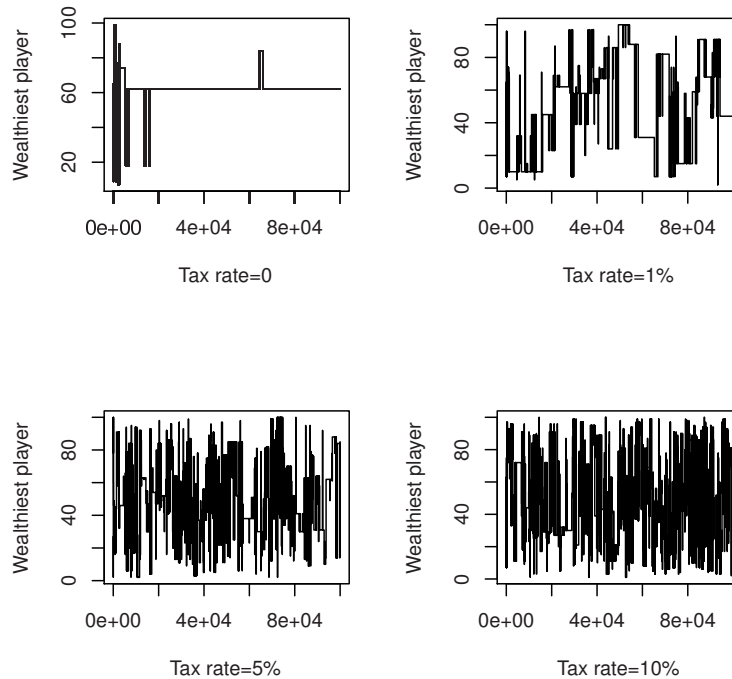 Wealthiest player
100
60
20
0e+00 4e+04 8e+04
Tax rate=0
Wealthiest player
80
40
0
0e+00 4e+04 8e+04
Tax rate=1%
Wealthiest player
80
40
0
0e+00 4e+04 8e+04
Tax rate=5%
Wealthiest player
80
40
0
0e+00 4e+04 8e+04
Tax rate=10%